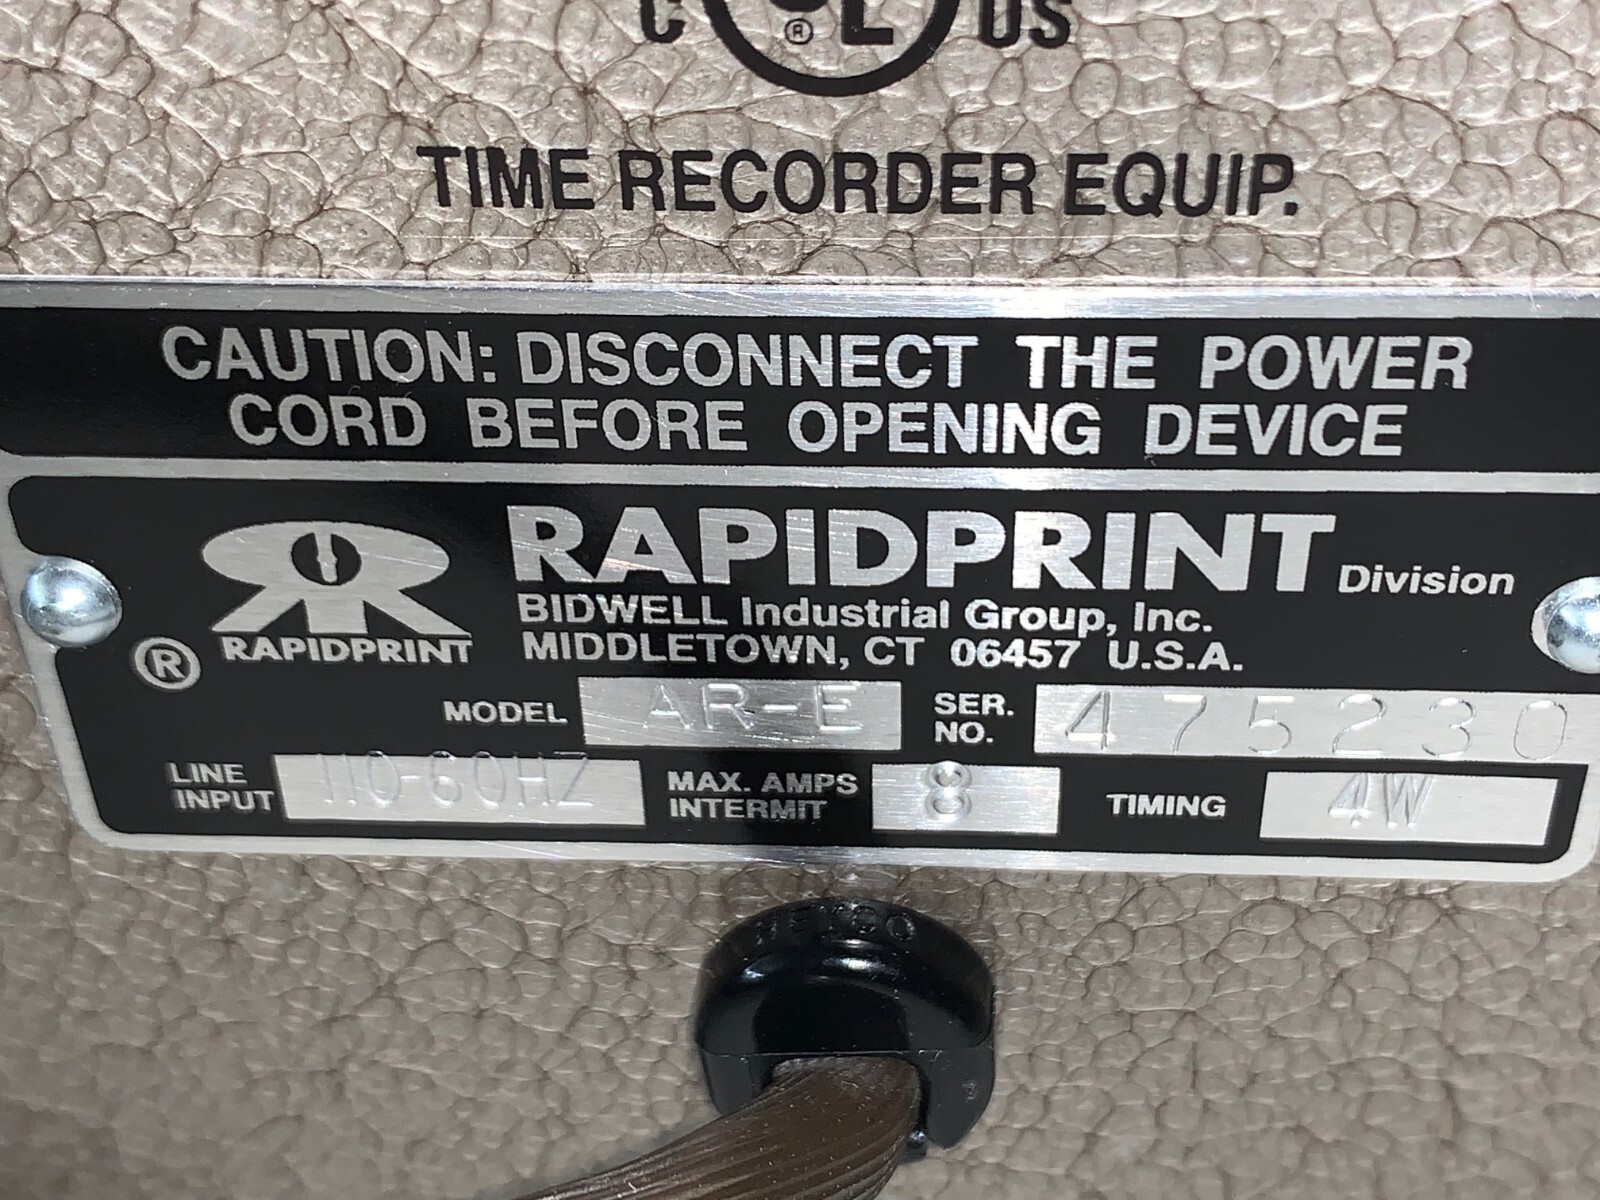 C UL US
®
TIME RECORDER EQUIP.
CAUTION: DISCONNECT THE POWER
CORD BEFORE OPENING DEVICE
RAPIDPRINT Division
BIDWELL Industrial Group, Inc.
MIDDLETOWN, CT 06457 U.S.A.
® RAPIDPRINT
MODEL AR-E SER. NO. 475230
LINE INPUT 110-60HZ MAX. AMPS INTERMIT 8 TIMING 4W
HEYCO